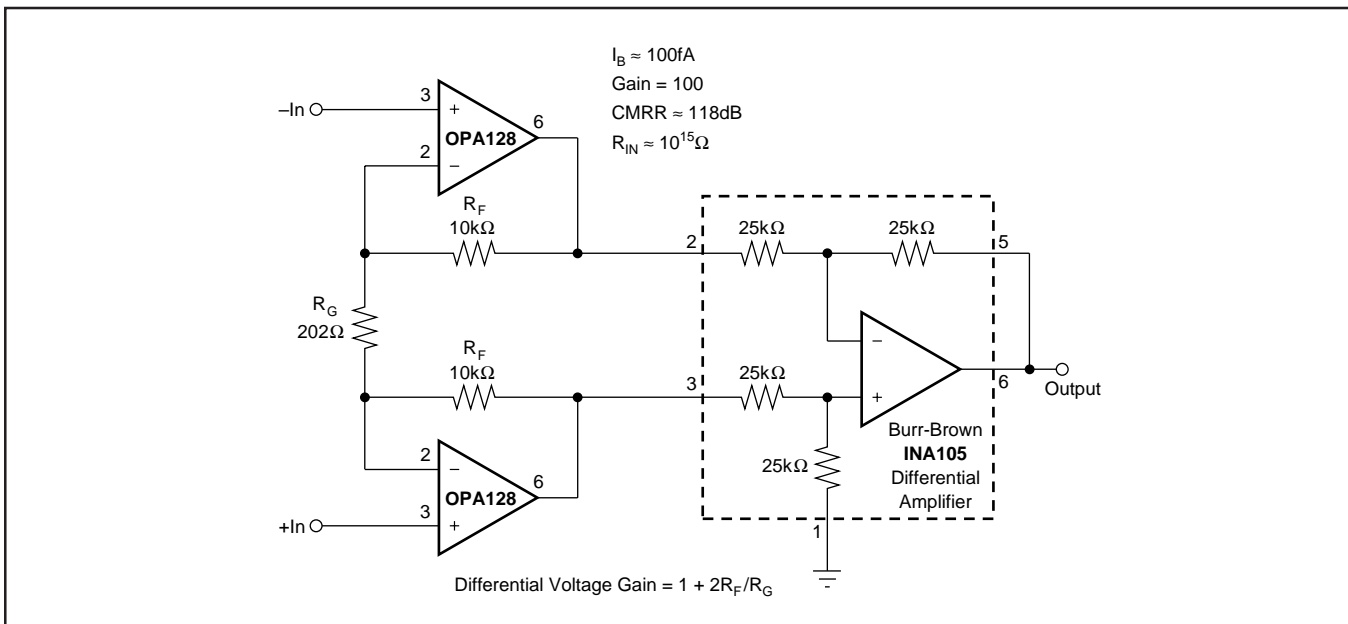 I_B ≈ 100fA
Gain = 100
CMRR ≈ 118dB
R_IN ≈ 10^15Ω
–In
3
+
OPA128
6
2
–
R_F
10kΩ
2
25kΩ
25kΩ
5
R_G
202Ω
–
R_F
10kΩ
3
25kΩ
+
6
Output
Burr-Brown
INA105
Differential
Amplifier
25kΩ
1
2
–
OPA128
6
+In
3
+
Differential Voltage Gain = 1 + 2R_F/R_G